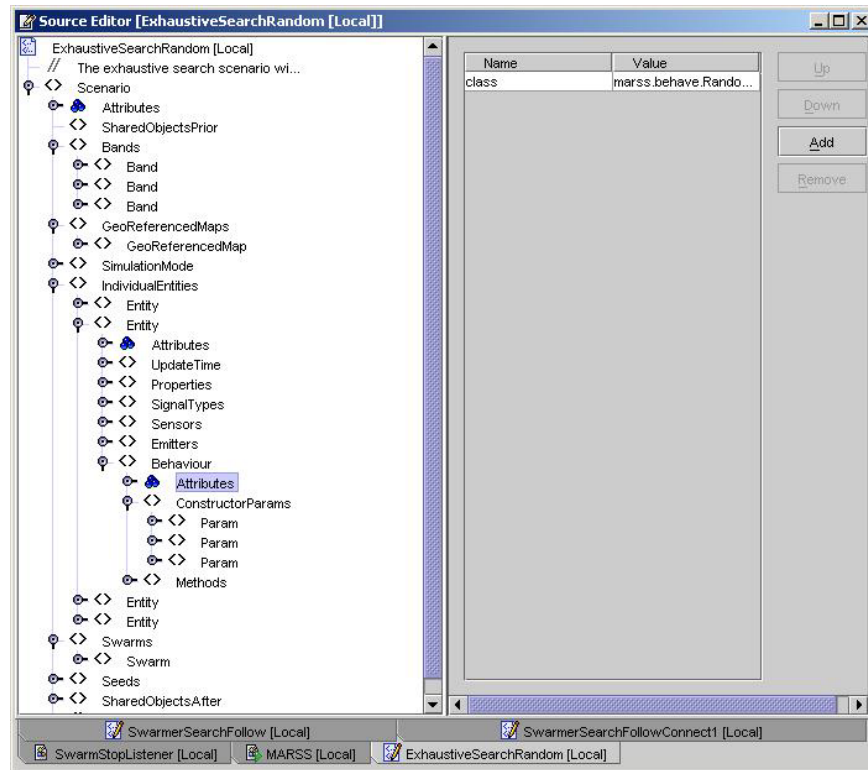 Source Editor [ExhaustiveSearchRandom [Local]]
ExhaustiveSearchRandom [Local]
// The exhaustive search scenario wi...
<> Scenario
Attributes
<> SharedObjectsPrior
<> Bands
<> Band
<> Band
<> Band
<> GeoReferencedMaps
<> GeoReferencedMap
<> SimulationMode
<> IndividualEntities
<> Entity
<> Entity
Attributes
<> UpdateTime
<> Properties
<> SignalTypes
<> Sensors
<> Emitters
<> Behaviour
Attributes
<> ConstructorParams
<> Param
<> Param
<> Param
<> Methods
<> Entity
<> Entity
<> Swarms
<> Swarm
<> Seeds
<> SharedObjectsAfter
Name Value
class marss.behave.Rando...
Up
Down
Add
Remove
SwarmerSearchFollow [Local] SwarmerSearchFollowConnect1 [Local]
SwarmStopListener [Local] MARSS [Local] ExhaustiveSearchRandom [Local]